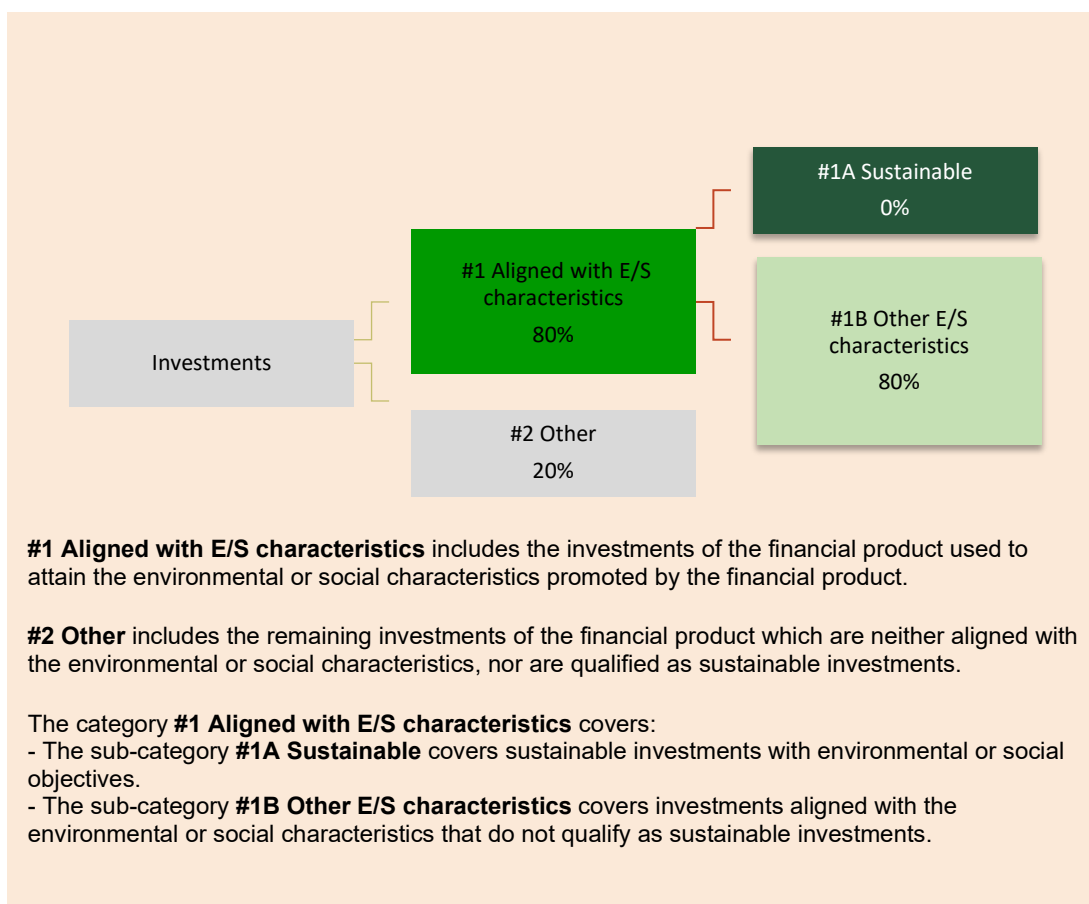 #1A Sustainable
0%
#1 Aligned with E/S
characteristics
80%
#1B Other E/S
characteristics
80%
Investments
#2 Other
20%
#1 Aligned with E/S characteristics includes the investments of the financial product used to
attain the environmental or social characteristics promoted by the financial product.
#2 Other includes the remaining investments of the financial product which are neither aligned with
the environmental or social characteristics, nor are qualified as sustainable investments.
The category #1 Aligned with E/S characteristics covers:
- The sub-category #1A Sustainable covers sustainable investments with environmental or social
objectives.
- The sub-category #1B Other E/S characteristics covers investments aligned with the
environmental or social characteristics that do not qualify as sustainable investments.